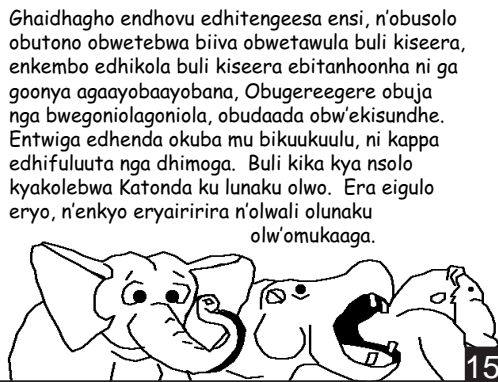 Ghaidhagho endhovu edhitengeesa ensi, n'obusolo
obutono obwetebwa biiva obwetawula buli kiseera,
enkembo edhikola buli kiseera ebitanhoonha ni ga
goonya agaayobaayobana, Obugereegere obuja
nga bwegoniolagoniola, obudaada obw'ekisundhe.
Entwiga edhenda okuba mu bikuukuulu, ni kappa
edhifuluuta nga dhimoga.  Buli kika kya nsolo
kyakolebwa Katonda ku lunaku olwo.  Era eigulo
eryo, n'enkyo eryairirira n'olwali olunaku
olw'omukaaga.
15